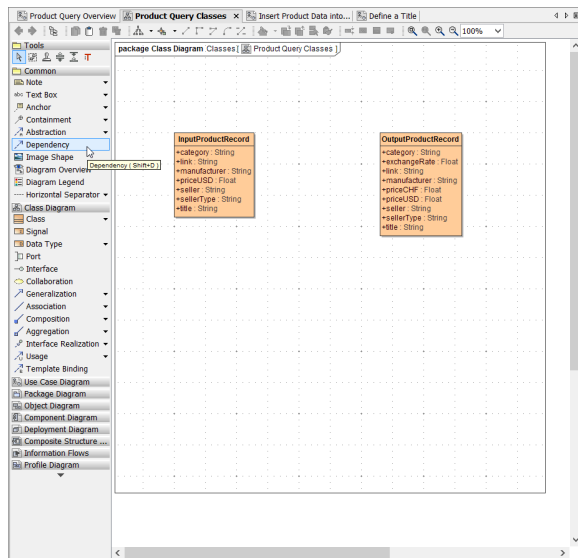 Product Query Overview
Product Query Classes
Insert Product Data into...
Define a Title
100%
Tools
Common
Note
Text Box
Anchor
Containment
Abstraction
Dependency
Image Shape
Diagram Overview
Diagram Legend
Horizontal Separator
Class Diagram
Class
Signal
Data Type
Port
Interface
Collaboration
Generalization
Association
Composition
Aggregation
Interface Realization
Usage
Template Binding
Use Case Diagram
Package Diagram
Object Diagram
Component Diagram
Deployment Diagram
Composite Structure ...
Information Flows
Profile Diagram
Dependency ( Shift+D )
package Class Diagram Classes [ Product Query Classes ]
InputProductRecord
+category : String
+link : String
+manufacturer : String
+priceUSD : Float
+seller : String
+sellerType : String
+title : String
OutputProductRecord
+category : String
+exchangeRate : Float
+link : String
+manufacturer : String
+priceCHF : Float
+priceUSD : Float
+seller : String
+sellerType : String
+title : String